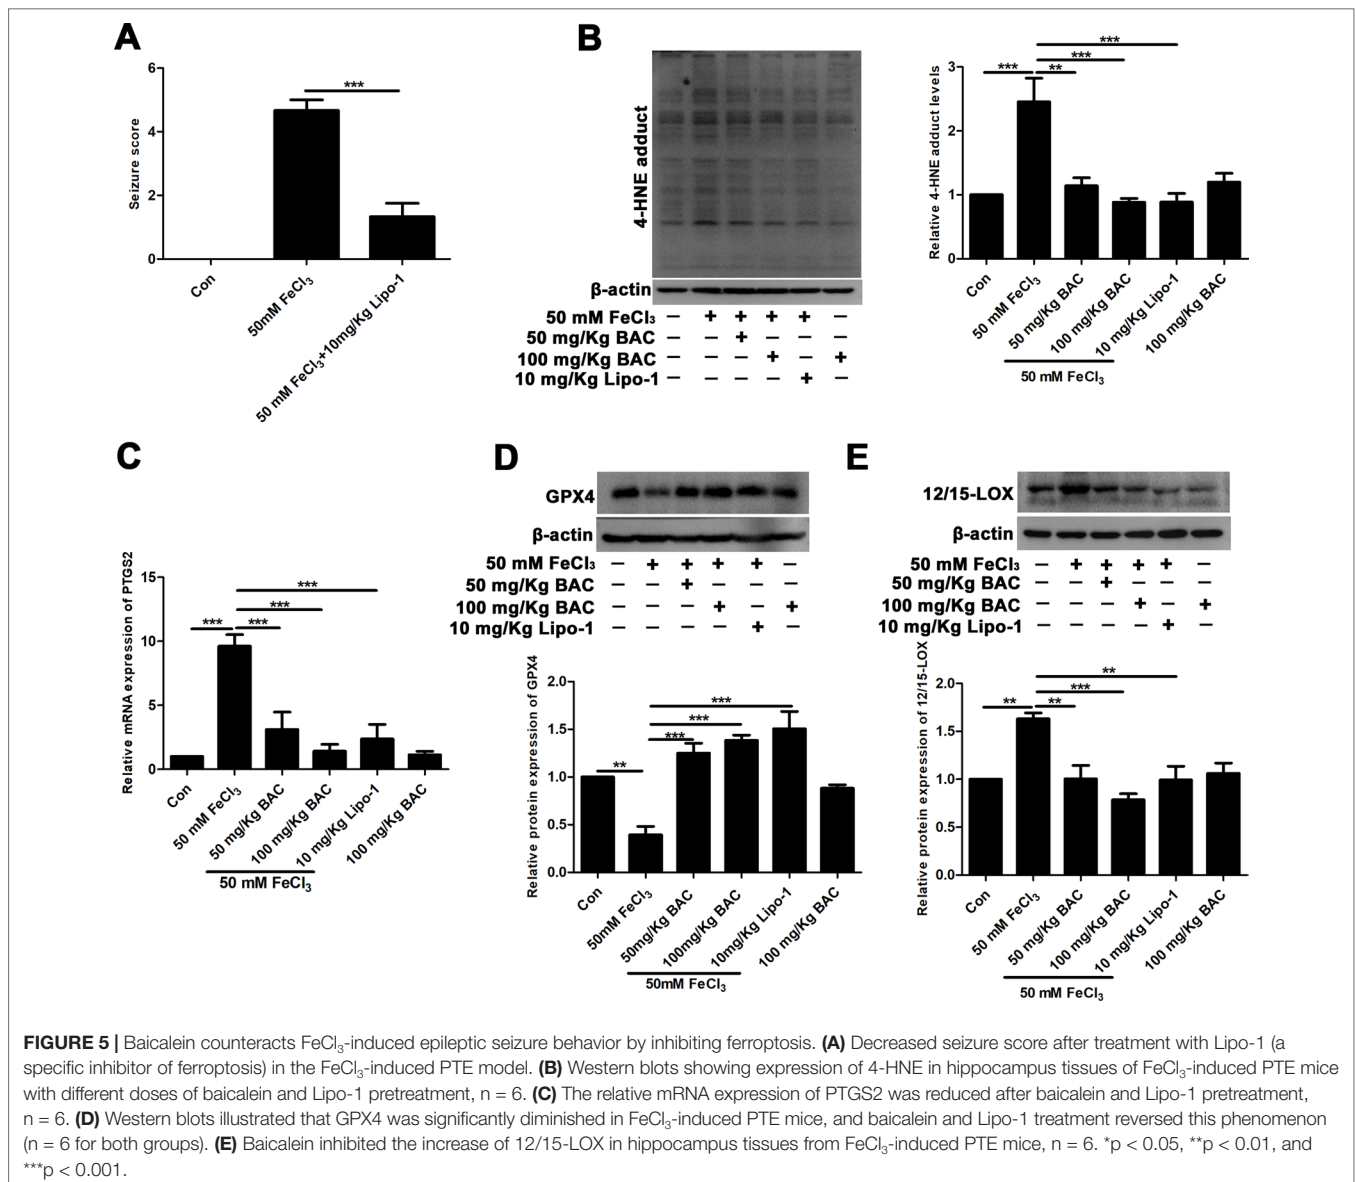 A
Seizure score
6
4
2
0
***
Con
50mM FeCl₃
50 mM FeCl₃+10mg/Kg Lipo-1
B
4-HNE adduct
β-actin
50 mM FeCl₃ – + + + + –
50 mg/Kg BAC – – + – – –
100 mg/Kg BAC – – – + – +
10 mg/Kg Lipo-1 – – – – + –
Relative 4-HNE adduct levels
3
2
1
0
***
***
*** **
Con
50 mM FeCl₃
50 mg/Kg BAC
100 mg/Kg BAC
10 mg/Kg Lipo-1
100 mg/Kg BAC
50 mM FeCl₃
C
Relative mRNA expression of PTGS2
15
10
5
0
***
***
*** ***
Con
50 mM FeCl₃
50 mg/Kg BAC
100 mg/Kg BAC
10 mg/Kg Lipo-1
100 mg/Kg BAC
50 mM FeCl₃
D
GPX4
β-actin
50 mM FeCl₃ – + + + + –
50 mg/Kg BAC – – + – – –
100 mg/Kg BAC – – – + – +
10 mg/Kg Lipo-1 – – – – + –
Relative protein expression of GPX4
2.0
1.5
1.0
0.5
0.0
***
***
***
**
Con
50mM FeCl₃
50mg/Kg BAC
100mg/Kg BAC
10mg/Kg Lipo-1
100 mg/Kg BAC
50mM FeCl₃
E
12/15-LOX
β-actin
50 mM FeCl₃ – + + + + –
50 mg/Kg BAC – – + – – –
100 mg/Kg BAC – – – + – +
10 mg/Kg Lipo-1 – – – – + –
Relative protein expression of 12/15-LOX
2.0
1.5
1.0
0.5
0.0
**
***
** **
Con
50 mM FeCl₃
50 mg/Kg BAC
100 mg/Kg BAC
10 mg/Kg Lipo-1
100 mg/Kg BAC
50 mM FeCl₃
FIGURE 5 | Baicalein counteracts FeCl₃-induced epileptic seizure behavior by inhibiting ferroptosis. (A) Decreased seizure score after treatment with Lipo-1 (a
specific inhibitor of ferroptosis) in the FeCl₃-induced PTE model. (B) Western blots showing expression of 4-HNE in hippocampus tissues of FeCl₃-induced PTE mice
with different doses of baicalein and Lipo-1 pretreatment, n = 6. (C) The relative mRNA expression of PTGS2 was reduced after baicalein and Lipo-1 pretreatment,
n = 6. (D) Western blots illustrated that GPX4 was significantly diminished in FeCl₃-induced PTE mice, and baicalein and Lipo-1 treatment reversed this phenomenon
(n = 6 for both groups). (E) Baicalein inhibited the increase of 12/15-LOX in hippocampus tissues from FeCl₃-induced PTE mice, n = 6. *p < 0.05, **p < 0.01, and
***p < 0.001.